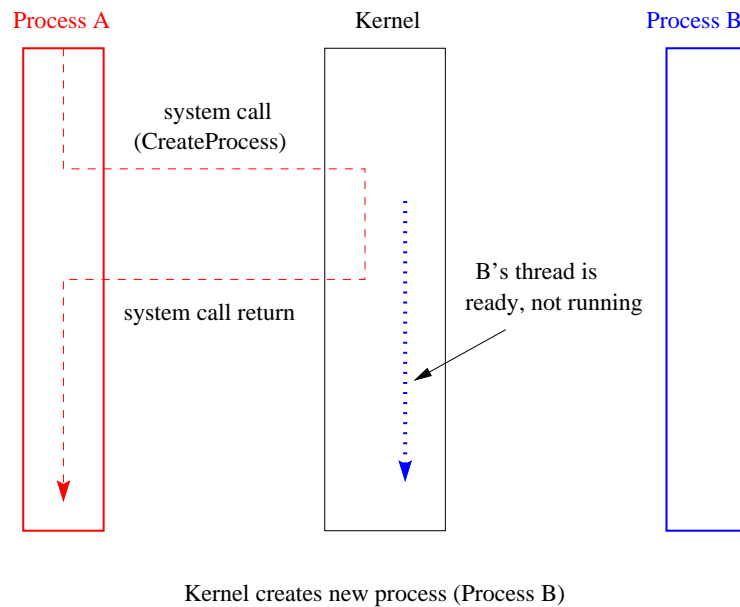 Process A
Kernel
Process B
system call
(CreateProcess)
B's thread is
ready, not running
system call return
Kernel creates new process (Process B)